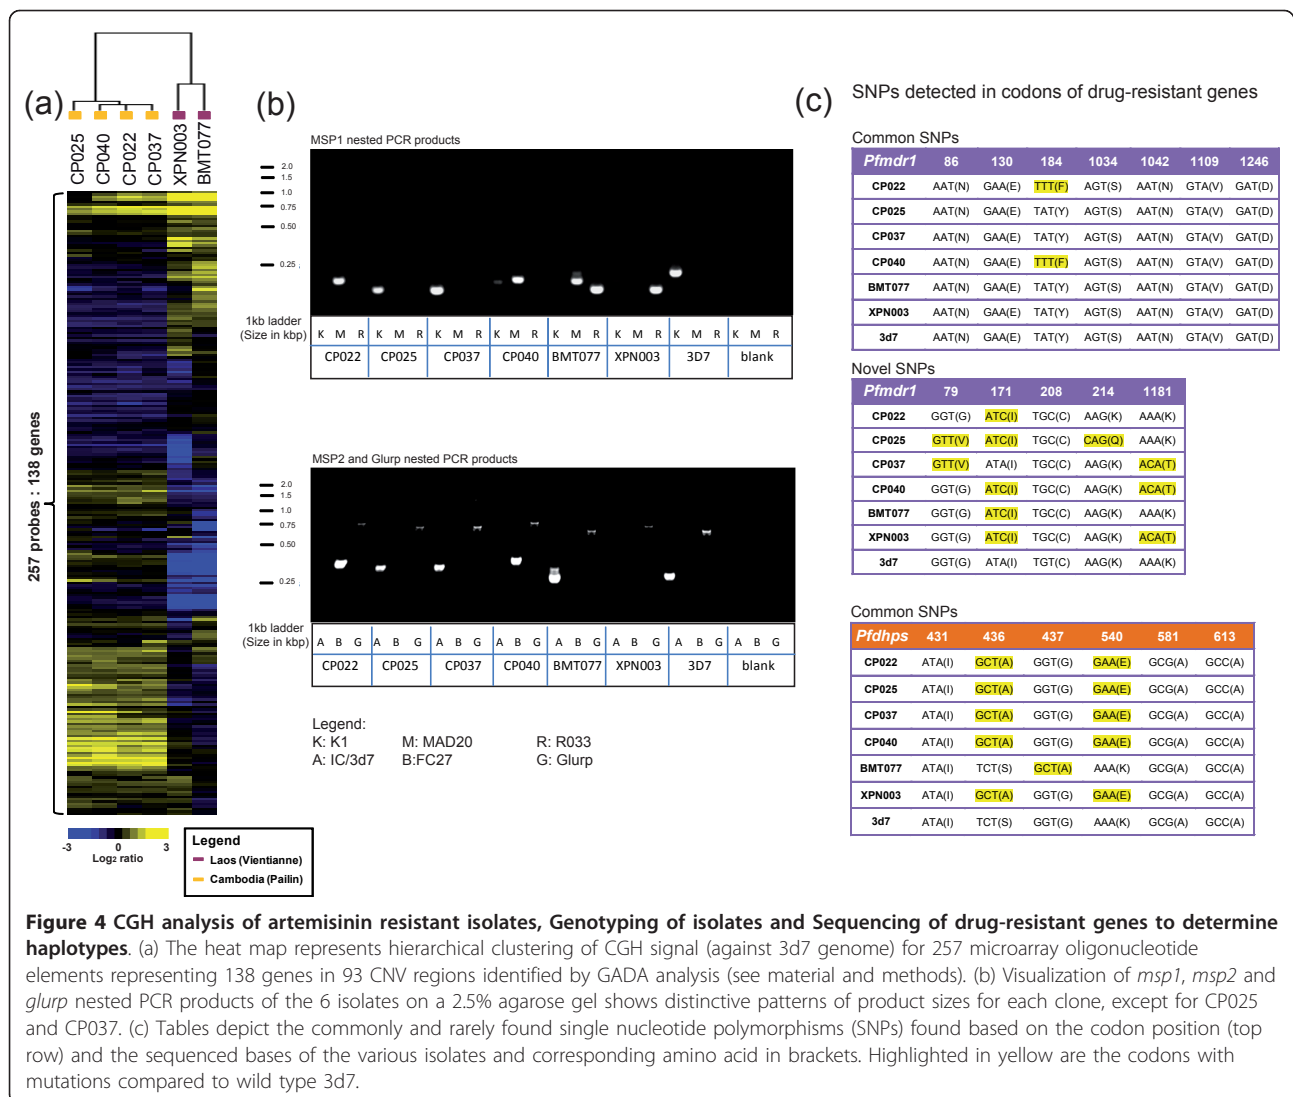 (a)
CP025
CP040
CP022
CP037
XPN003
BMT077
257 probes : 138 genes
-3 0 3
Log2 ratio
Legend
Laos (Vientianne)
Cambodia (Pailin)
(b)
MSP1 nested PCR products
2.0
1.5
1.0
0.75
0.50
0.25
1kb ladder
(Size in kbp)
K M R K M R K M R K M R K M R K M R K M R K M R
CP022 CP025 CP037 CP040 BMT077 XPN003 3D7 blank
MSP2 and Glurp nested PCR products
2.0
1.5
1.0
0.75
0.50
0.25
1kb ladder
(Size in kbp)
A B G A B G A B G A B G A B G A B G A B G A B G
CP022 CP025 CP037 CP040 BMT077 XPN003 3D7 blank
Legend:
K: K1 M: MAD20 R: R033
A: IC/3d7 B:FC27 G: Glurp
(c)
SNPs detected in codons of drug-resistant genes
Common SNPs
Pfmdr1 86 130 184 1034 1042 1109 1246
CP022 AAT(N) GAA(E) TTT(F) AGT(S) AAT(N) GTA(V) GAT(D)
CP025 AAT(N) GAA(E) TAT(Y) AGT(S) AAT(N) GTA(V) GAT(D)
CP037 AAT(N) GAA(E) TAT(Y) AGT(S) AAT(N) GTA(V) GAT(D)
CP040 AAT(N) GAA(E) TTT(F) AGT(S) AAT(N) GTA(V) GAT(D)
BMT077 AAT(N) GAA(E) TAT(Y) AGT(S) AAT(N) GTA(V) GAT(D)
XPN003 AAT(N) GAA(E) TAT(Y) AGT(S) AAT(N) GTA(V) GAT(D)
3d7 AAT(N) GAA(E) TAT(Y) AGT(S) AAT(N) GTA(V) GAT(D)
Novel SNPs
Pfmdr1 79 171 208 214 1181
CP022 GGT(G) ATC(I) TGC(C) AAG(K) AAA(K)
CP025 GTT(V) ATC(I) TGC(C) CAG(Q) AAA(K)
CP037 GTT(V) ATA(I) TGC(C) AAG(K) ACA(T)
CP040 GGT(G) ATC(I) TGC(C) AAG(K) ACA(T)
BMT077 GGT(G) ATC(I) TGC(C) AAG(K) AAA(K)
XPN003 GGT(G) ATC(I) TGC(C) AAG(K) ACA(T)
3d7 GGT(G) ATA(I) TGT(C) AAG(K) AAA(K)
Common SNPs
Pfdhps 431 436 437 540 581 613
CP022 ATA(I) GCT(A) GGT(G) GAA(E) GCG(A) GCC(A)
CP025 ATA(I) GCT(A) GGT(G) GAA(E) GCG(A) GCC(A)
CP037 ATA(I) GCT(A) GGT(G) GAA(E) GCG(A) GCC(A)
CP040 ATA(I) GCT(A) GGT(G) GAA(E) GCG(A) GCC(A)
BMT077 ATA(I) TCT(S) GCT(A) AAA(K) GCG(A) GCC(A)
XPN003 ATA(I) GCT(A) GGT(G) GAA(E) GCG(A) GCC(A)
3d7 ATA(I) TCT(S) GGT(G) AAA(K) GCG(A) GCC(A)
Figure 4 CGH analysis of artemisinin resistant isolates, Genotyping of isolates and Sequencing of drug-resistant genes to determine
haplotypes. (a) The heat map represents hierarchical clustering of CGH signal (against 3d7 genome) for 257 microarray oligonucleotide
elements representing 138 genes in 93 CNV regions identified by GADA analysis (see material and methods). (b) Visualization of msp1, msp2 and
glurp nested PCR products of the 6 isolates on a 2.5% agarose gel shows distinctive patterns of product sizes for each clone, except for CP025
and CP037. (c) Tables depict the commonly and rarely found single nucleotide polymorphisms (SNPs) found based on the codon position (top
row) and the sequenced bases of the various isolates and corresponding amino acid in brackets. Highlighted in yellow are the codons with
mutations compared to wild type 3d7.